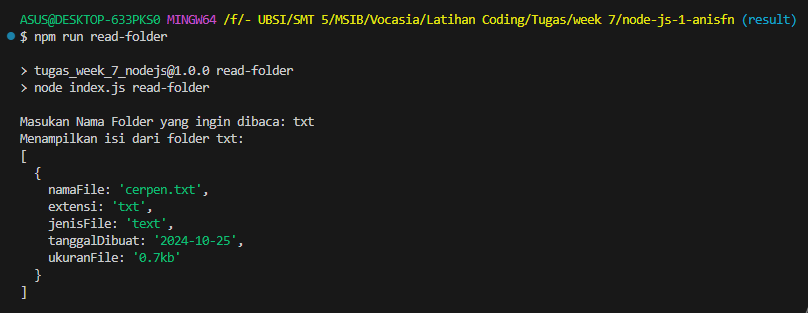 ASUS@DESKTOP-633PKS0 MINGW64 /f/- UBSI/SMT 5/MSIB/Vocasia/Latihan Coding/Tugas/week 7/node-js-1-anisfn (result)
$ npm run read-folder
> tugas_week_7_nodejs@1.0.0 read-folder
> node index.js read-folder
Masukan Nama Folder yang ingin dibaca: txt
Menampilkan isi dari folder txt:
[
  {
    namaFile: 'cerpen.txt',
    extensi: 'txt',
    jenisFile: 'text',
    tanggalDibuat: '2024-10-25',
    ukuranFile: '0.7kb'
  }
]